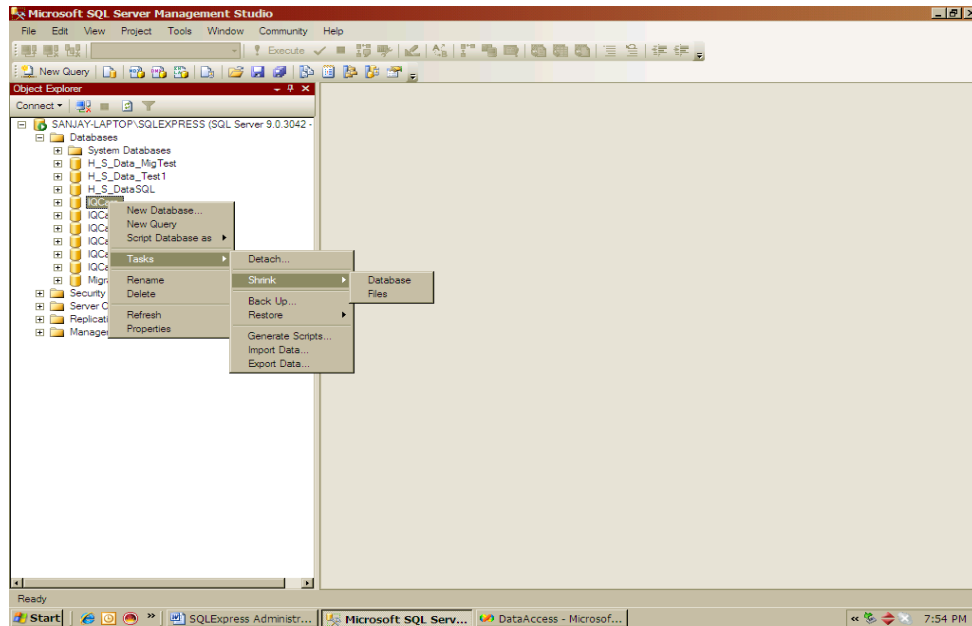 Microsoft SQL Server Management Studio
File Edit View Project Tools Window Community Help
Execute
New Query
Object Explorer
Connect
SANJAY-LAPTOP\SQLEXPRESS (SQL Server 9.0.3042 -
Databases
System Databases
H_S_Data_MigTest
H_S_Data_Test1
H_S_DataSQL
New Database...
New Query
Script Database as
Tasks
Rename
Delete
Refresh
Properties
Detach...
Shrink
Back Up...
Restore
Generate Scripts...
Import Data...
Export Data...
Database
Files
Security
Ready
Start
SQLExpress Administr...
Microsoft SQL Serv...
DataAccess - Microsof...
7:54 PM